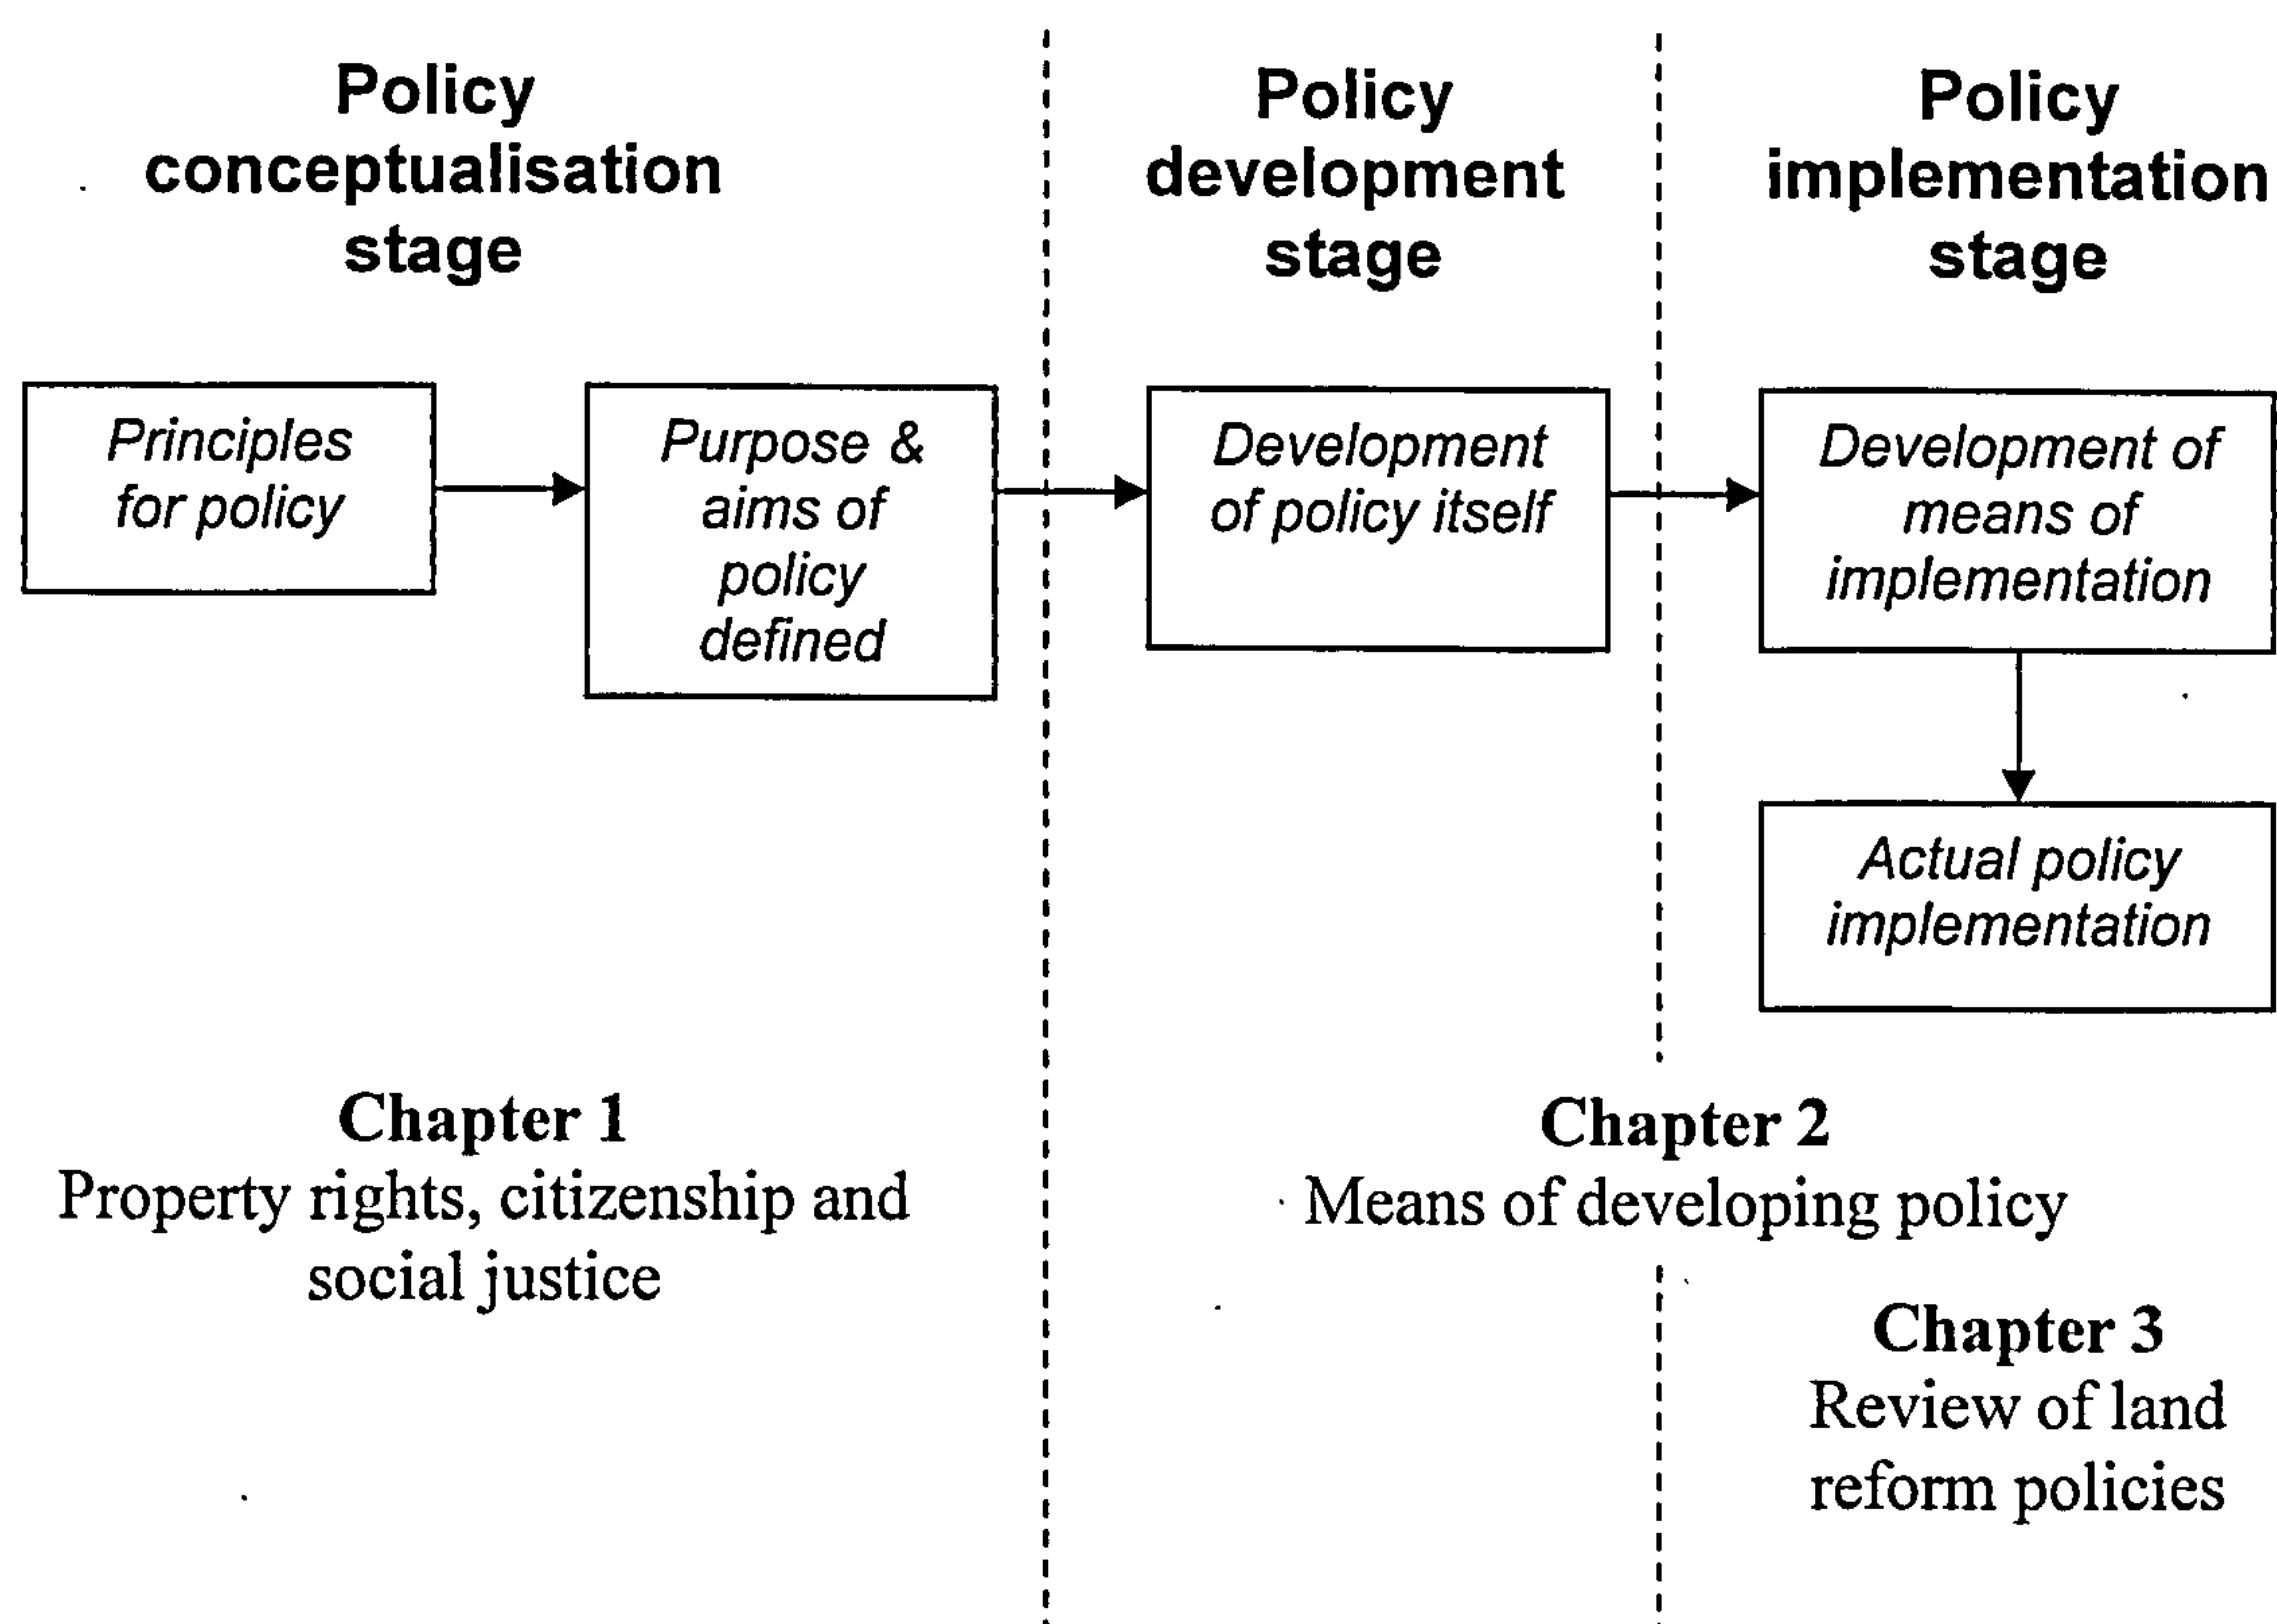 Policy
conceptualisation
stage
Policy
development
stage
Policy
implementation
stage
Principles
for policy
Purpose &
aims of
policy
defined
Development
of policy itself
Development of
means of
implementation
Actual policy
implementation
Chapter 1
Property rights, citizenship and
social justice
Chapter 2
Means of developing policy
Chapter 3
Review of land
reform policies